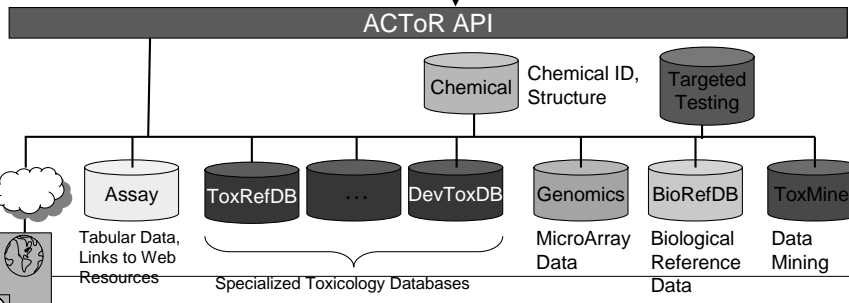 ACToR API
Chemical
Chemical ID,
Structure
Targeted
Testing
Assay
ToxRefDB
...
DevToxDB
Genomics
BioRefDB
ToxMiner
Tabular Data,
Links to Web
Resources
Specialized Toxicology Databases
MicroArray
Data
Biological
Reference
Data
Data
Mining